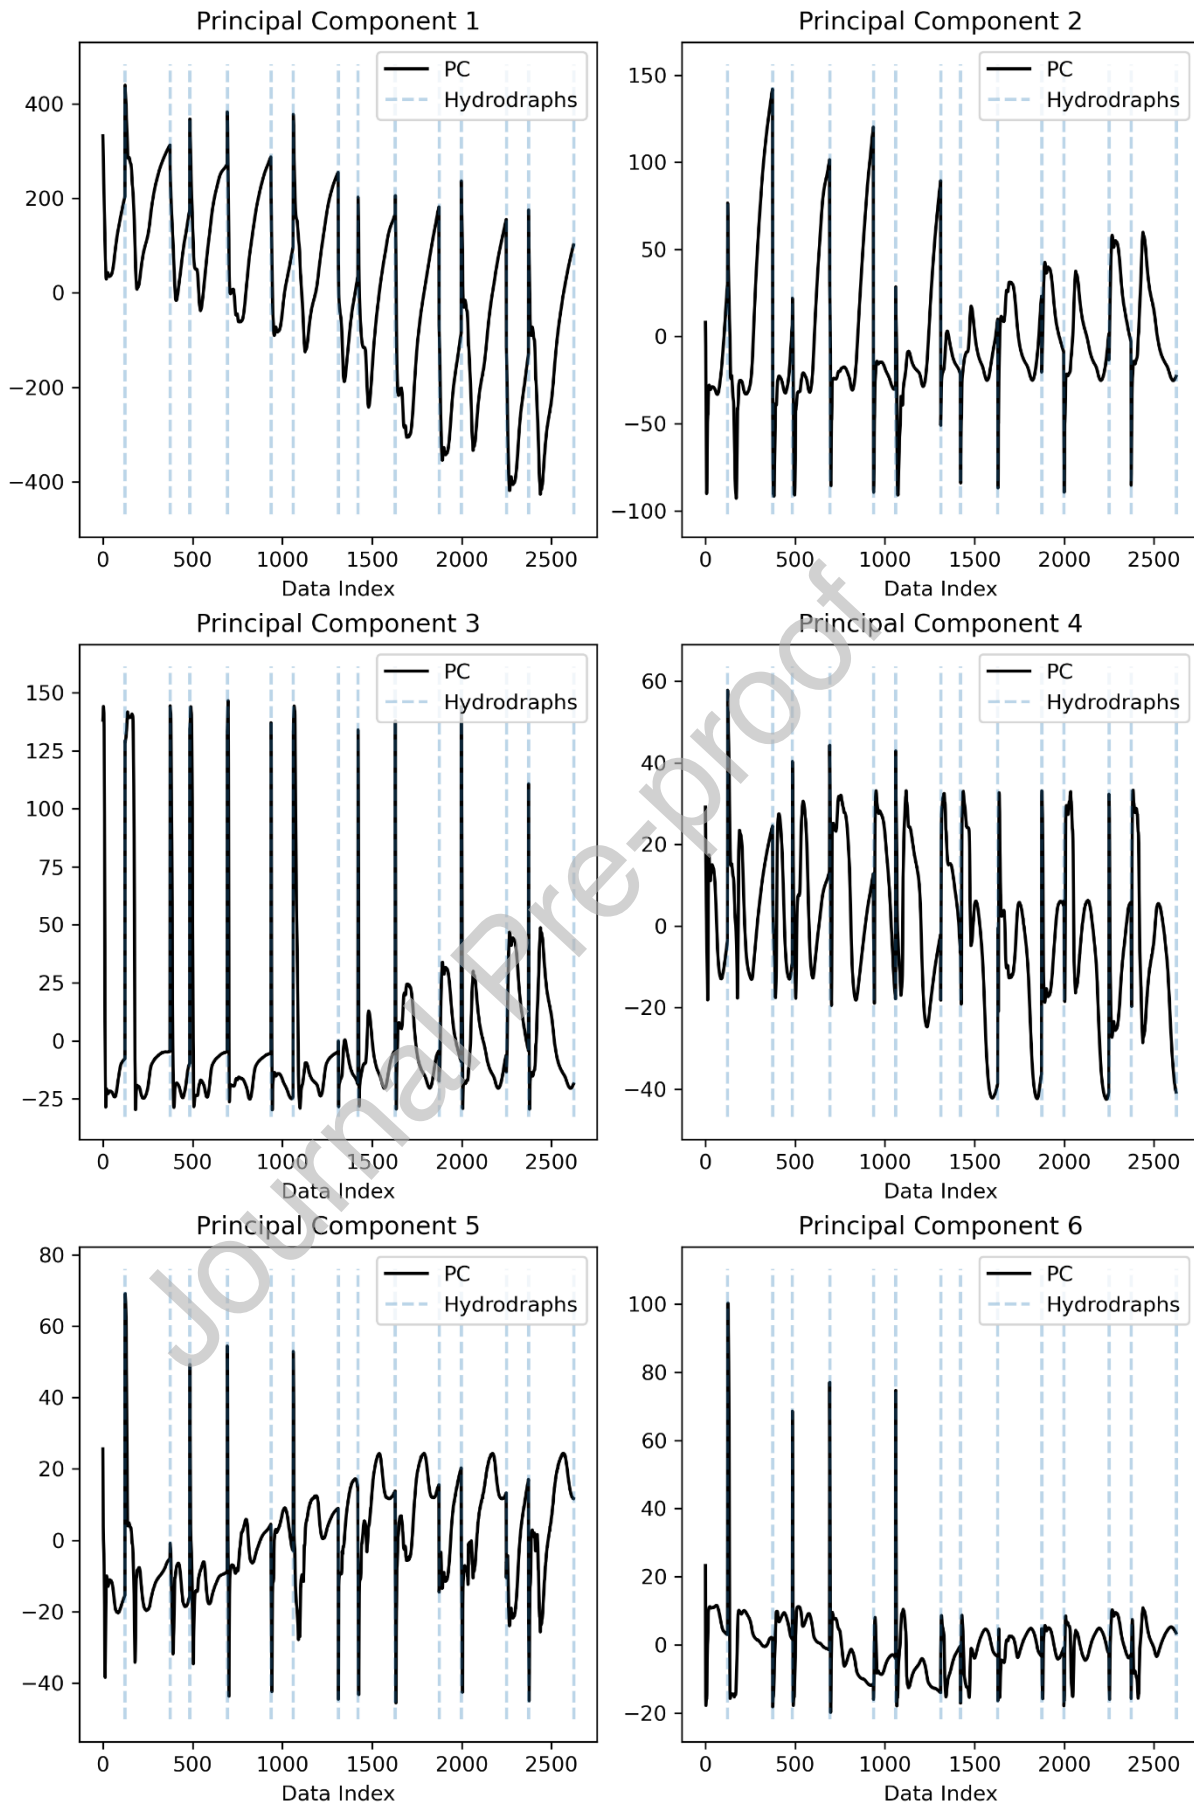 Principal Component 1
PC
Hydrodraphs
400
200
0
−200
−400
0 500 1000 1500 2000 2500
Data Index
Principal Component 2
PC
Hydrodraphs
150
100
50
0
−50
−100
0 500 1000 1500 2000 2500
Data Index
Principal Component 3
PC
Hydrodraphs
150
125
100
75
50
25
0
−25
0 500 1000 1500 2000 2500
Data Index
Principal Component 4
PC
Hydrodraphs
60
40
20
0
−20
−40
0 500 1000 1500 2000 2500
Data Index
Principal Component 5
PC
Hydrodraphs
80
60
40
20
0
−20
−40
0 500 1000 1500 2000 2500
Data Index
Principal Component 6
PC
Hydrodraphs
100
80
60
40
20
0
−20
0 500 1000 1500 2000 2500
Data Index
Journal Pre-proof